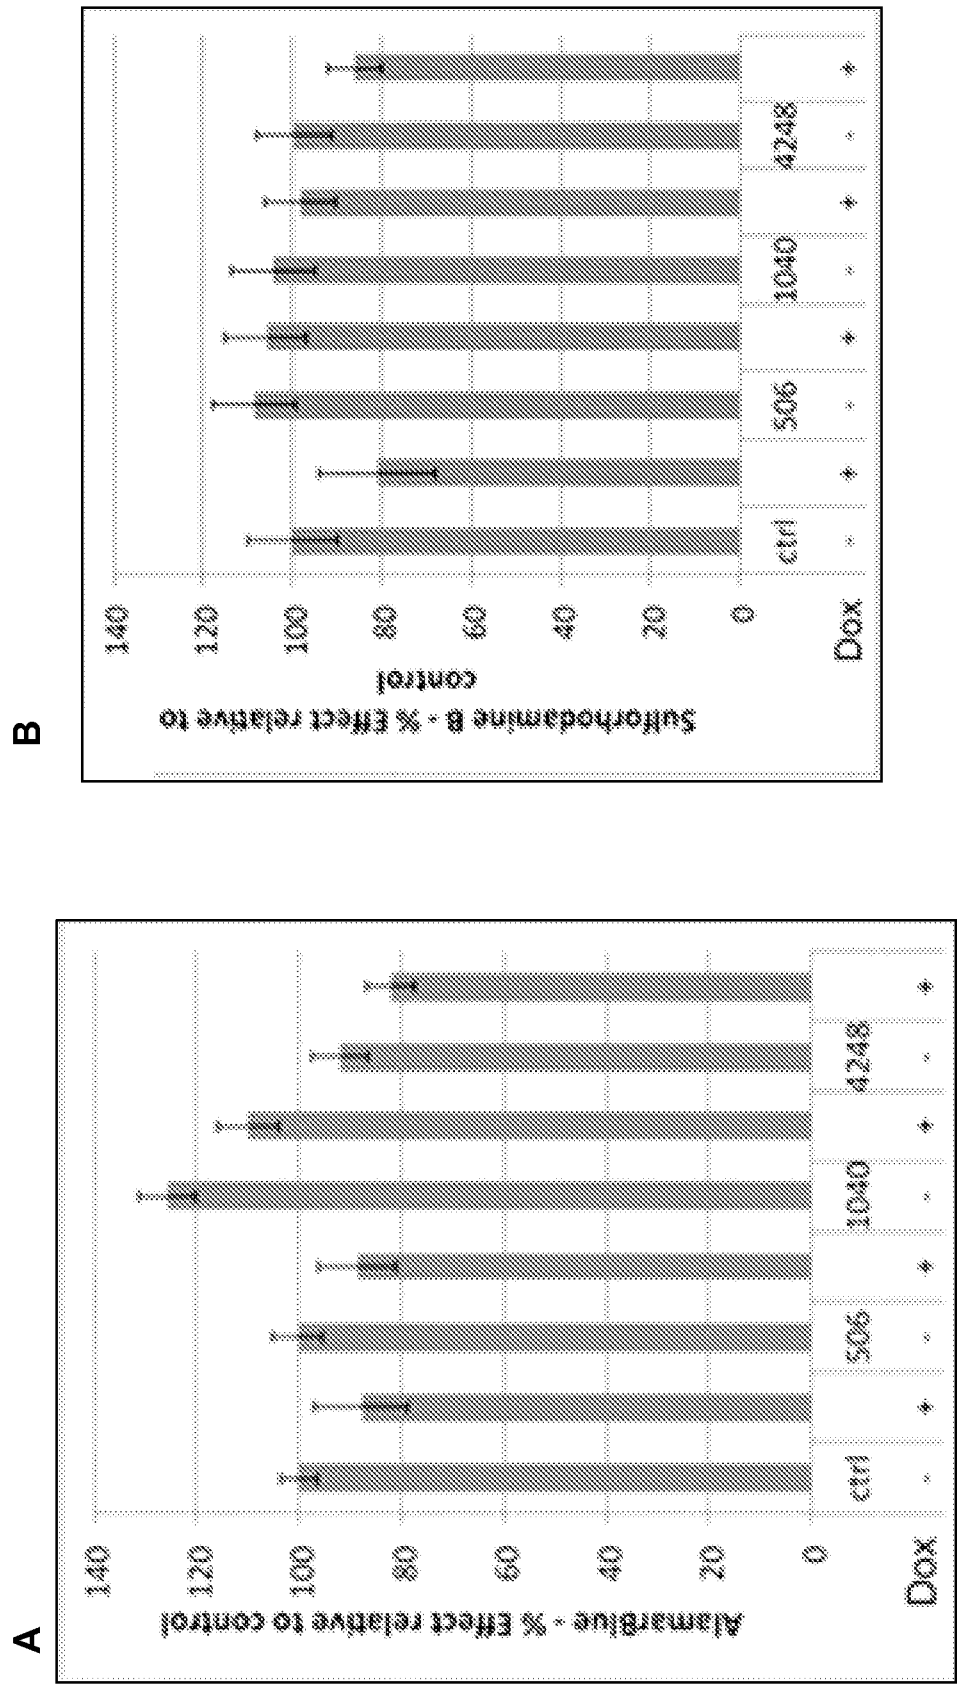 A
AlamarBlue - % Effect relative to control
140
120
100
80
60
40
20
0
ctrl 506 1040 4248
Dox - + - + - + - +
B
Sulforhodamine B - % Effect relative to
control
140
120
100
80
60
40
20
0
ctrl 506 1040 4248
Dox - + - + - + - +